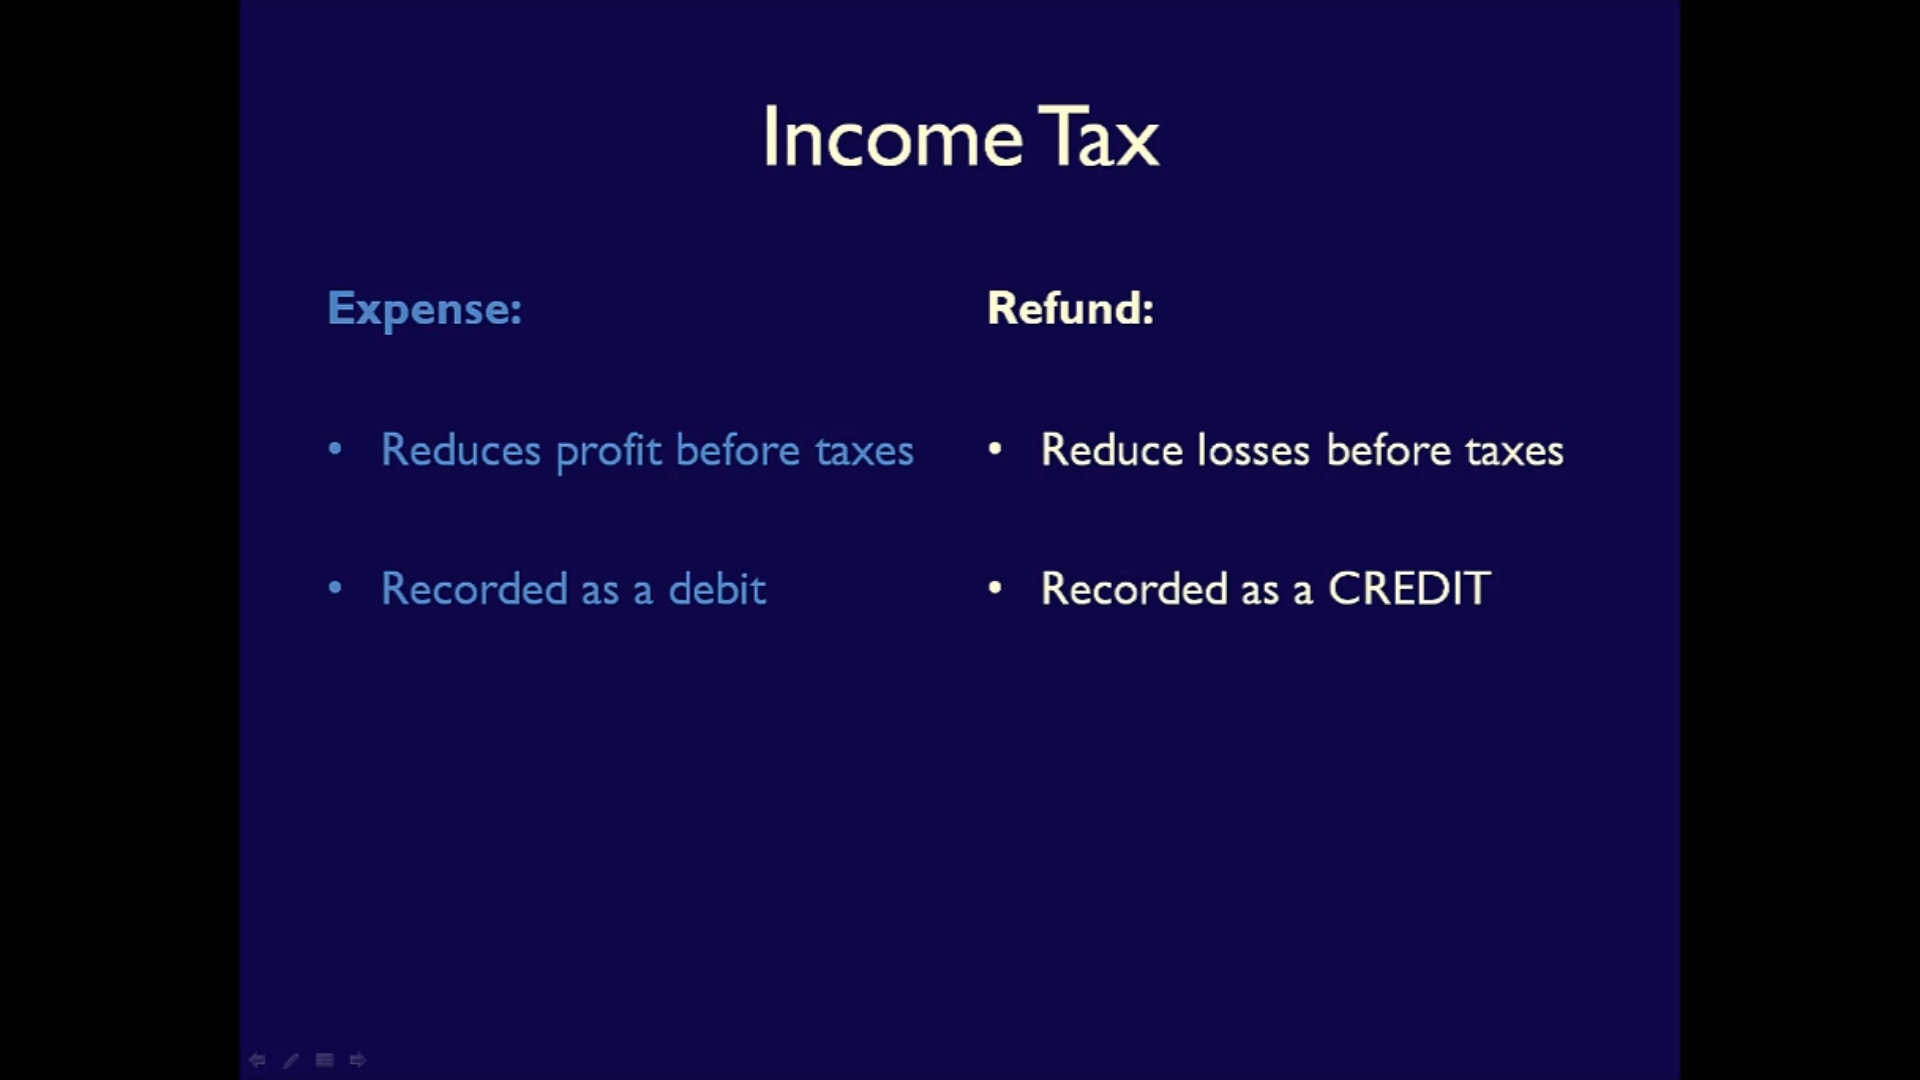 Income Tax
Expense:
• Reduces profit before taxes
• Recorded as a debit
Refund:
• Reduce losses before taxes
• Recorded as a CREDIT